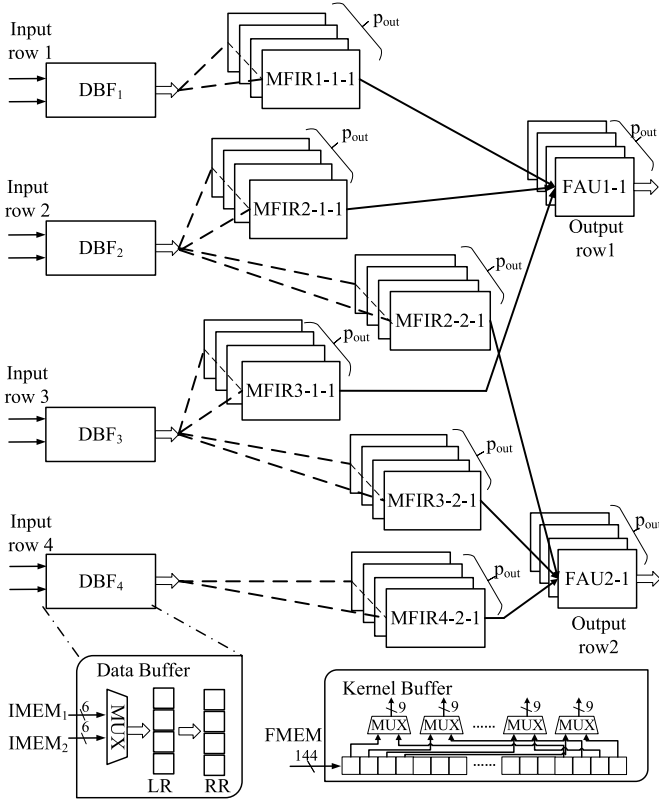 Input
row 1
DBF1
MFIR1-1-1
pout
Input
row 2
DBF2
MFIR2-1-1
pout
MFIR2-2-1
pout
FAU1-1
pout
Output
row1
Input
row 3
DBF3
MFIR3-1-1
pout
MFIR3-2-1
pout
Input
row 4
DBF4
MFIR4-2-1
pout
FAU2-1
pout
Output
row2
Data Buffer
IMEM1
6
IMEM2
6
MUX
LR
RR
Kernel Buffer
9
9
9
9
MUX
MUX
......
MUX
MUX
FMEM
144
......